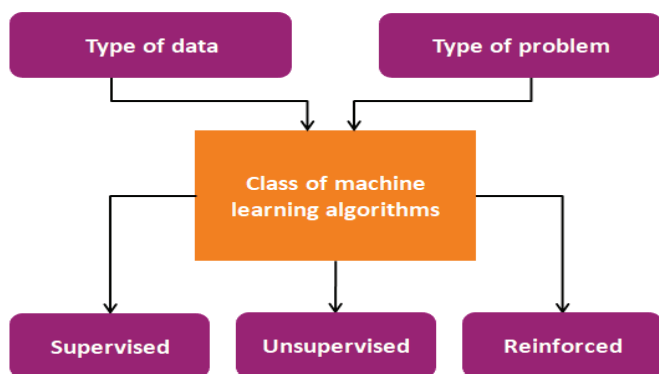 Type of data
Type of problem
Class of machine
learning algorithms
Supervised
Unsupervised
Reinforced